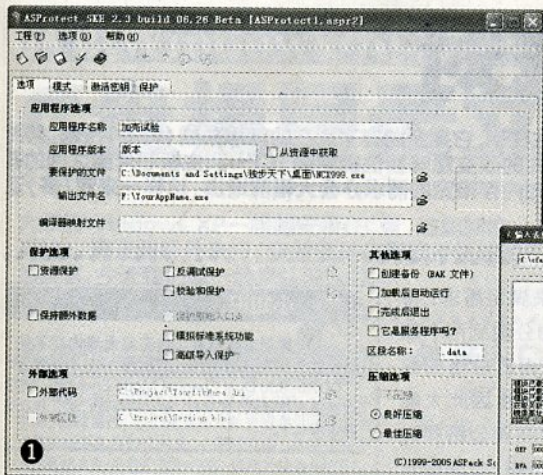 ASProtect SKE 2.3 build 06.26 Beta [ASProtect1.aspr2]
工程(P) 选项(O) 帮助(H)
选项 模式 激活密钥 保护
应用程序选项
应用程序名称 加壳试验
应用程序版本 版本 从资源中获取
要保护的文件 C:\Documents and Settings\独步天下\桌面\NCX999.exe
输出文件名 F:\YourAppName.exe
编译器映射文件
保护选项
资源保护 反调试保护
校验和保护
保持额外数据
模拟标准系统功能
高级导入保护
其他选项
创建备份 (BAK 文件)
加载后自动运行
完成后退出
它是服务程序吗?
区段名称: .data
外部选项
外部代码
压缩选项
良好压缩
最佳压缩
(C)1999-2005 ASPack
❶